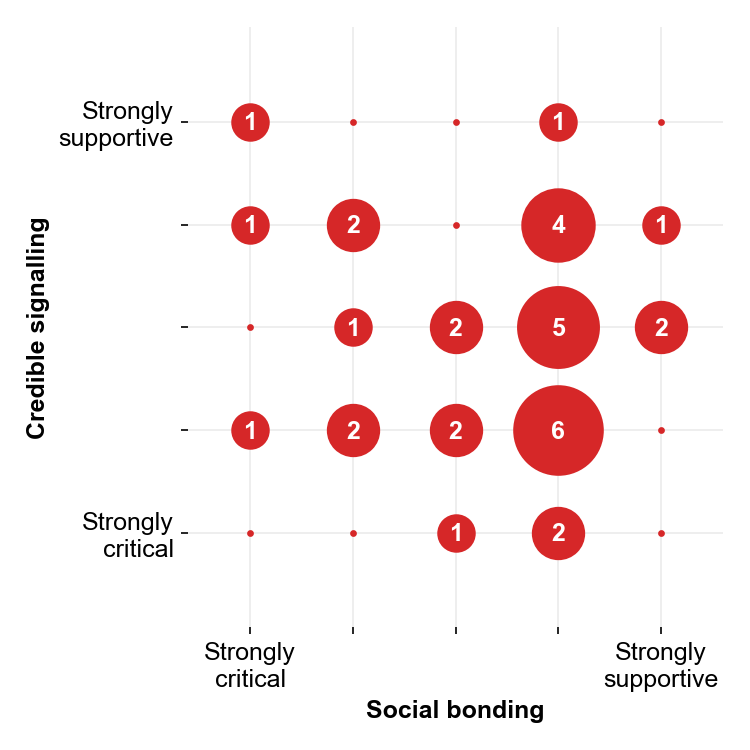 Strongly
supportive
1 1
1 2 4 1
1 2 5 2
1 2 2 6
Strongly
critical
1 2
Credible signalling
Strongly
critical
Strongly
supportive
Social bonding